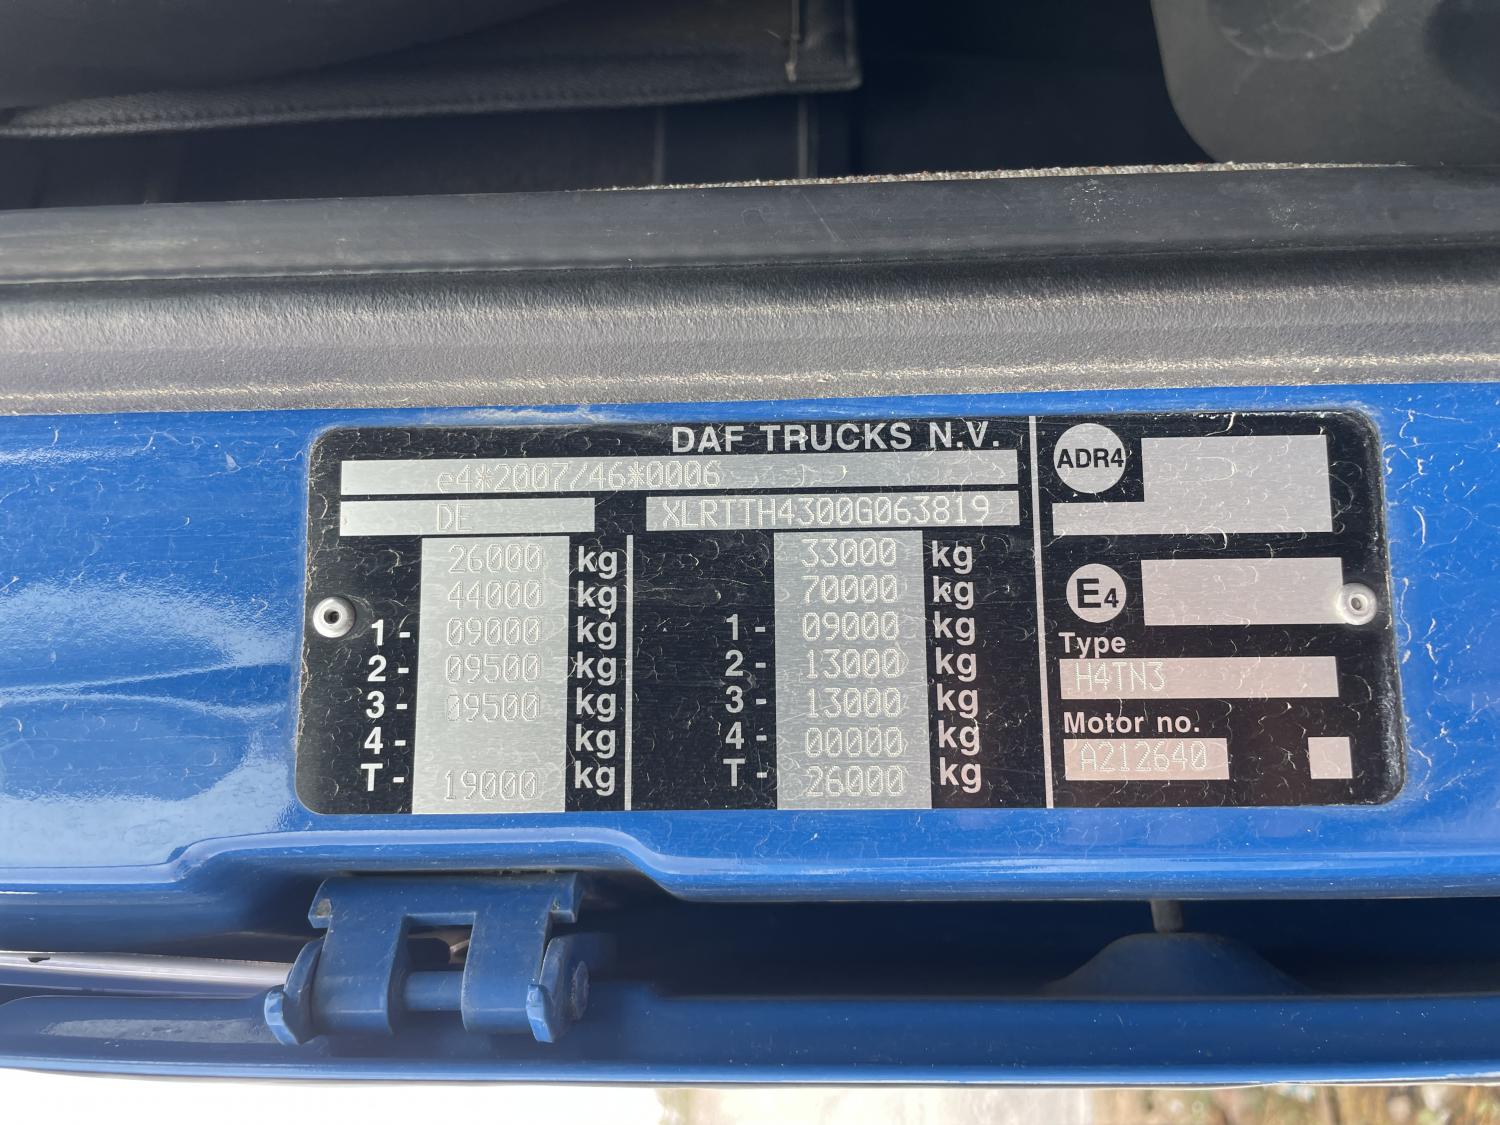 DAF TRUCKS N.V.
e4*2007/46*0006
DE XLRTTH4300G063819
26000 kg 33000 kg
44000 kg 70000 kg
1- 09000 kg 1- 09000 kg
2- 09500 kg 2- 13000 kg
3- 09500 kg 3- 13000 kg
4- kg 4- 00000 kg
T- 19000 kg T- 26000 kg
ADR4
E4
Type
H4TN3
Motor no.
A212640